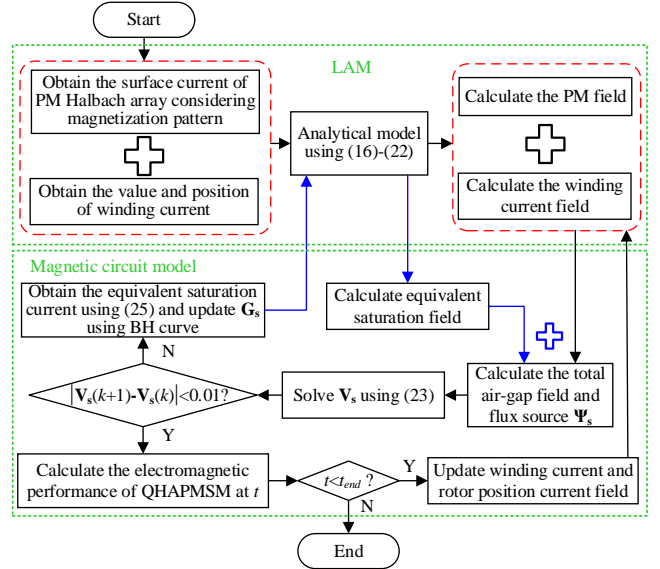 Start
LAM
Obtain the surface current of
PM Halbach array considering
magnetization pattern
Obtain the value and position
of winding current
Analytical model
using (16)-(22)
Calculate the PM field
Calculate the winding
current field
Magnetic circuit model
Obtain the equivalent saturation
current using (25) and update Gs
using BH curve
Calculate equivalent
saturation field
N
|Vs(k+1)-Vs(k)|<0.01?
Solve Vs using (23)
Calculate the total
air-gap field and
flux source Ψs
Y
Calculate the electromagnetic
performance of QHAPMSM at t
t<tend ?
Y
Update winding current and
rotor position current field
N
End